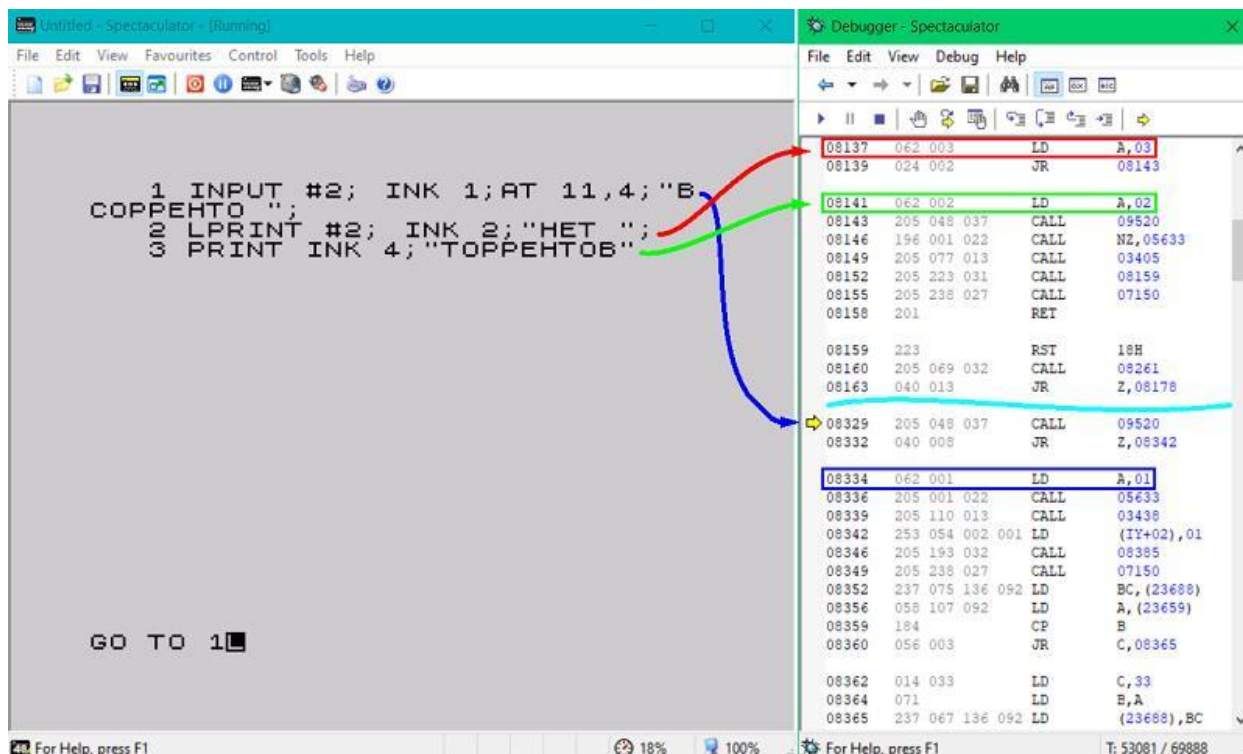 Untitled - Spectaculator - [Running]
File Edit View Favourites Control Tools Help
1 INPUT #2; INK 1;AT 11,4;"В
СОРРЕНТО ";
2 LPRINT #2; INK 2;"НЕТ ";
3 PRINT INK 4;"ТОРРЕНТОВ"
GO TO 1
For Help, press F1
18%
100%
Debugger - Spectaculator
File Edit View Debug Help
08137 062 003 LD A,03
08139 024 002 JR 08143
08141 062 002 LD A,02
08143 205 048 037 CALL 09520
08146 196 001 022 CALL NZ,05633
08149 205 077 013 CALL 03405
08152 205 223 031 CALL 08159
08155 205 238 027 CALL 07150
08158 201 RET
08159 223 RST 18H
08160 205 069 032 CALL 08261
08163 040 013 JR Z,08178
08329 205 048 037 CALL 09520
08332 040 008 JR Z,08342
08334 062 001 LD A,01
08336 205 001 022 CALL 05633
08339 205 110 013 CALL 03438
08342 253 054 002 001 LD (IY+02),01
08346 205 193 032 CALL 08385
08349 205 238 027 CALL 07150
08352 237 075 136 092 LD BC,(23688)
08356 058 107 092 LD A,(23659)
08359 184 CP B
08360 056 003 JR C,08365
08362 014 033 LD C,33
08364 071 LD B,A
08365 237 067 136 092 LD (23688),BC
For Help, press F1
T: 53081 / 69888